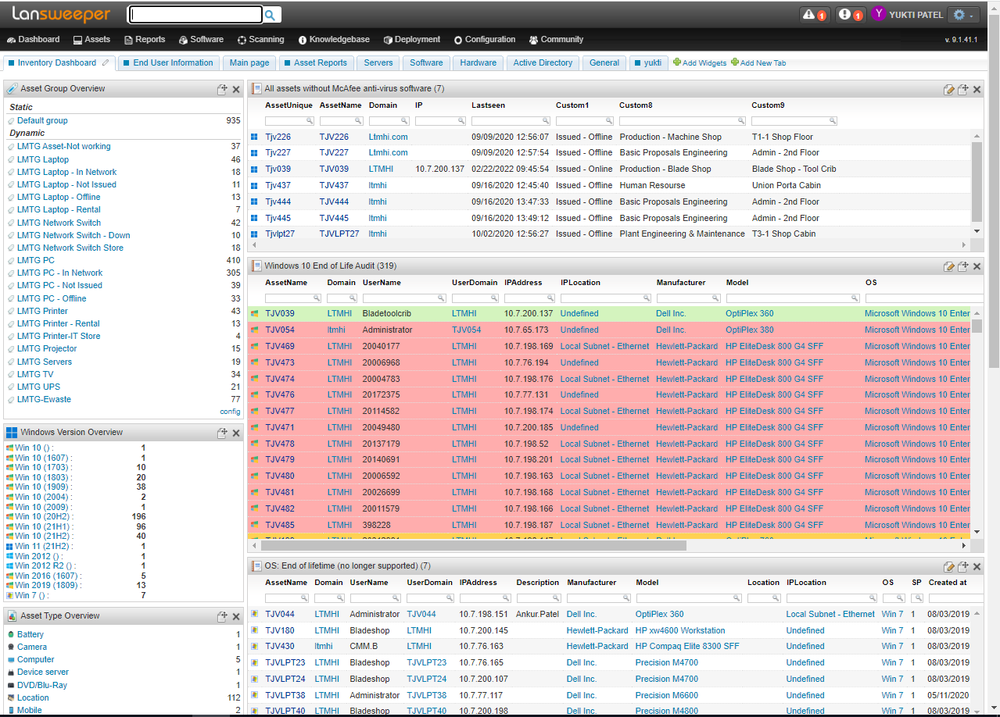 Lansweeper
1 1 Y YUKTI PATEL
Dashboard Assets Reports Software Scanning Knowledgebase Deployment Configuration Community v. 9.1.41.1
Inventory Dashboard End User Information Main page Asset Reports Servers Software Hardware Active Directory General yukti Add Widgets Add New Tab
Asset Group Overview
Static
Default group 935
Dynamic
LMTG Asset-Not working 37
LMTG Laptop 46
LMTG Laptop - In Network 18
LMTG Laptop - Not Issued 11
LMTG Laptop - Offline 13
LMTG Laptop - Rental 7
LMTG Network Switch 42
LMTG Network Switch - Down 10
LMTG Network Switch Store 18
LMTG PC 410
LMTG PC - In Network 305
LMTG PC - Not Issued 39
LMTG PC - Offline 33
LMTG Printer 43
LMTG Printer - Rental 13
LMTG Printer-IT Store 4
LMTG Projector 15
LMTG Servers 19
LMTG TV 34
LMTG UPS 21
LMTG-Ewaste 77
config
Windows Version Overview
Win 10 () : 1
Win 10 (1607) : 1
Win 10 (1703) : 10
Win 10 (1803) : 20
Win 10 (1909) : 38
Win 10 (2004) : 2
Win 10 (2009) : 1
Win 10 (20H2) : 196
Win 10 (21H1) : 96
Win 10 (21H2) : 40
Win 11 (21H2) : 1
Win 2012 () : 1
Win 2012 R2 () : 1
Win 2016 (1607) : 5
Win 2019 (1809) : 13
Win 7 () : 7
Asset Type Overview
Battery 1
Camera 1
Computer 5
Device server 1
DVD/Blu-Ray 1
Location 112
Mobile 2
All assets without McAfee anti-virus software (7)
AssetUnique AssetName Domain IP Lastseen Custom1 Custom8 Custom9
Tjv226 TJV226 Ltmhi.com 09/09/2020 12:56:07 Issued - Offline Production - Machine Shop T1-1 Shop Floor
Tjv227 TJV227 Ltmhi.com 09/09/2020 12:57:54 Issued - Offline Basic Proposals Engineering Admin - 2nd Floor
Tjv039 TJV039 LTMHI 10.7.200.137 02/22/2022 09:45:54 Issued - Online Production - Blade Shop Blade Shop - Tool Crib
Tjv437 TJV437 ltmhi 09/16/2020 12:45:40 Issued - Offline Human Resourse Union Porta Cabin
Tjv444 TJV444 ltmhi 09/16/2020 13:47:33 Issued - Offline Basic Proposals Engineering Admin - 2nd Floor
Tjv445 TJV445 ltmhi 09/16/2020 13:49:12 Issued - Offline Basic Proposals Engineering Admin - 2nd Floor
Tjvlpt27 TJVLPT27 ltmhi 10/02/2020 12:56:27 Issued - Offline Plant Engineering & Maintenance T3-1 Shop Cabin
Windows 10 End of Life Audit (319)
AssetName Domain UserName UserDomain IPAddress IPLocation Manufacturer Model OS
TJV039 LTMHI Bladetoolcrib LTMHI 10.7.200.137 Undefined Dell Inc. OptiPlex 360 Microsoft Windows 10 Enter
TJV054 ltmhi Administrator TJV054 10.7.65.173 Undefined Dell Inc. OptiPlex 380 Microsoft Windows 10 Enter
TJV469 LTMHI 20040177 LTMHI 10.7.198.169 Local Subnet - Ethernet Hewlett-Packard HP EliteDesk 800 G4 SFF Microsoft Windows 10 Enter
TJV473 LTMHI 20006968 LTMHI 10.7.76.194 Undefined Hewlett-Packard HP EliteDesk 800 G4 SFF Microsoft Windows 10 Enter
TJV474 LTMHI 20004783 LTMHI 10.7.198.176 Local Subnet - Ethernet Hewlett-Packard HP EliteDesk 800 G4 SFF Microsoft Windows 10 Enter
TJV476 LTMHI 20172375 LTMHI 10.7.77.131 Undefined Hewlett-Packard HP EliteDesk 800 G4 SFF Microsoft Windows 10 Enter
TJV477 LTMHI 20114582 LTMHI 10.7.198.174 Local Subnet - Ethernet Hewlett-Packard HP EliteDesk 800 G4 SFF Microsoft Windows 10 Enter
TJV471 LTMHI 20049480 LTMHI 10.7.200.185 Undefined Hewlett-Packard HP EliteDesk 800 G4 SFF Microsoft Windows 10 Enter
TJV478 LTMHI 20137179 LTMHI 10.7.198.52 Local Subnet - Ethernet Hewlett-Packard HP EliteDesk 800 G4 SFF Microsoft Windows 10 Enter
TJV479 LTMHI 20140691 LTMHI 10.7.198.201 Local Subnet - Ethernet Hewlett-Packard HP EliteDesk 800 G4 SFF Microsoft Windows 10 Enter
TJV480 LTMHI 20006592 LTMHI 10.7.198.163 Local Subnet - Ethernet Hewlett-Packard HP EliteDesk 800 G4 SFF Microsoft Windows 10 Enter
TJV481 LTMHI 20026699 LTMHI 10.7.198.168 Local Subnet - Ethernet Hewlett-Packard HP EliteDesk 800 G4 SFF Microsoft Windows 10 Enter
TJV482 LTMHI 20011579 LTMHI 10.7.198.166 Local Subnet - Ethernet Hewlett-Packard HP EliteDesk 800 G4 SFF Microsoft Windows 10 Enter
TJV485 LTMHI 398228 LTMHI 10.7.198.187 Local Subnet - Ethernet Hewlett-Packard HP EliteDesk 800 G4 SFF Microsoft Windows 10 Enter
OS: End of lifetime (no longer supported) (7)
AssetName Domain UserName UserDomain IPAddress Description Manufacturer Model Location IPLocation OS SP Created at
TJV044 LTMHI Administrator TJV044 10.7.198.151 Ankur.Patel Dell Inc. OptiPlex 360 Local Subnet - Ethernet Win 7 1 08/03/2019
TJV180 LTMHI Bladeshop LTMHI 10.7.200.145 Hewlett-Packard HP xw4600 Workstation Undefined Win 7 1 08/03/2019
TJV430 ltmhi CMM.B LTMHI 10.7.76.163 Hewlett-Packard HP Compaq Elite 8300 SFF Undefined Win 7 1 08/03/2019
TJVLPT23 LTMHI Bladeshop TJVLPT23 10.7.76.165 Dell Inc. Precision M4700 Undefined Win 7 1 08/03/2019
TJVLPT24 LTMHI Bladeshop TJVLPT24 10.7.200.107 Dell Inc. Precision M4700 Undefined Win 7 1 08/03/2019
TJVLPT38 LTMHI Administrator TJVLPT38 10.7.77.117 Dell Inc. Precision M6600 Undefined Win 7 1 05/11/2020
TJVLPT40 LTMHI Bladeshop TJVLPT40 10.7.200.198 Dell Inc. Precision M4800 Undefined Win 7 1 08/03/2019